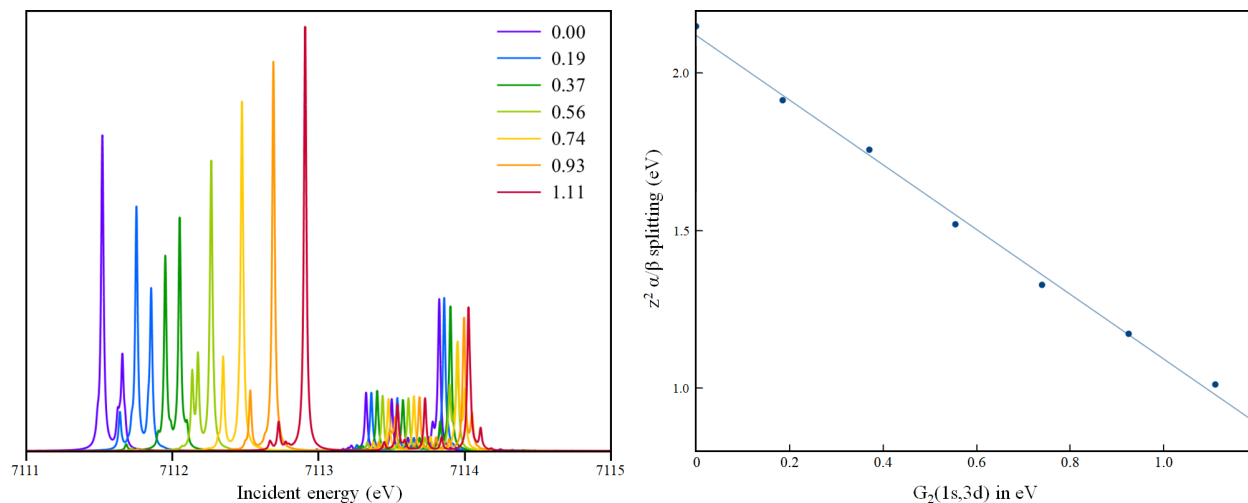 0.00
0.19
0.37
0.56
0.74
0.93
1.11
7111 7112 7113 7114 7115
Incident energy (eV)
z² α/β splitting (eV)
2.0
1.5
1.0
0 0.2 0.4 0.6 0.8 1.0
G₂(1s,3d) in eV